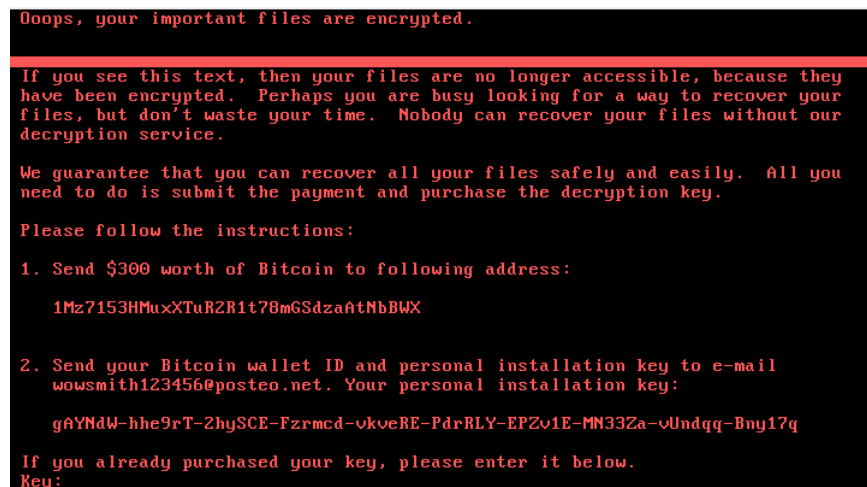 Ooops, your important files are encrypted.
If you see this text, then your files are no longer accessible, because they
have been encrypted.  Perhaps you are busy looking for a way to recover your
files, but don't waste your time.  Nobody can recover your files without our
decryption service.
We guarantee that you can recover all your files safely and easily.  All you
need to do is submit the payment and purchase the decryption key.
Please follow the instructions:
1. Send $300 worth of Bitcoin to following address:
1Mz7153HMuxXTuR2R1t78mGSdzaAtNbBWX
2. Send your Bitcoin wallet ID and personal installation key to e-mail
wowsmith123456@posteo.net. Your personal installation key:
gAYNdW-hhe9rT-2hySCE-Fzrmcd-vkveRE-PdrRLY-EPZv1E-MN33Za-vUndqq-Bny17q
If you already purchased your key, please enter it below.
Key: